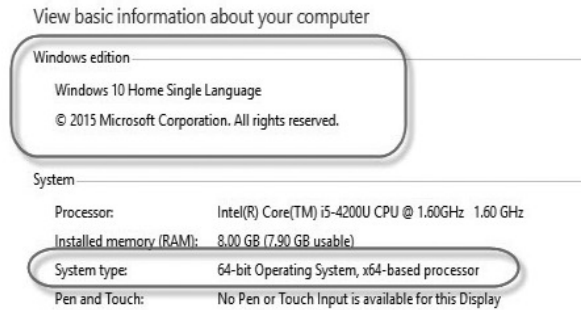 View basic information about your computer
Windows edition
Windows 10 Home Single Language
© 2015 Microsoft Corporation. All rights reserved.
System
Processor: Intel(R) Core(TM) i5-4200U CPU @ 1.60GHz 1.60 GHz
Installed memory (RAM): 8.00 GB (7.90 GB usable)
System type: 64-bit Operating System, x64-based processor
Pen and Touch: No Pen or Touch Input is available for this Display